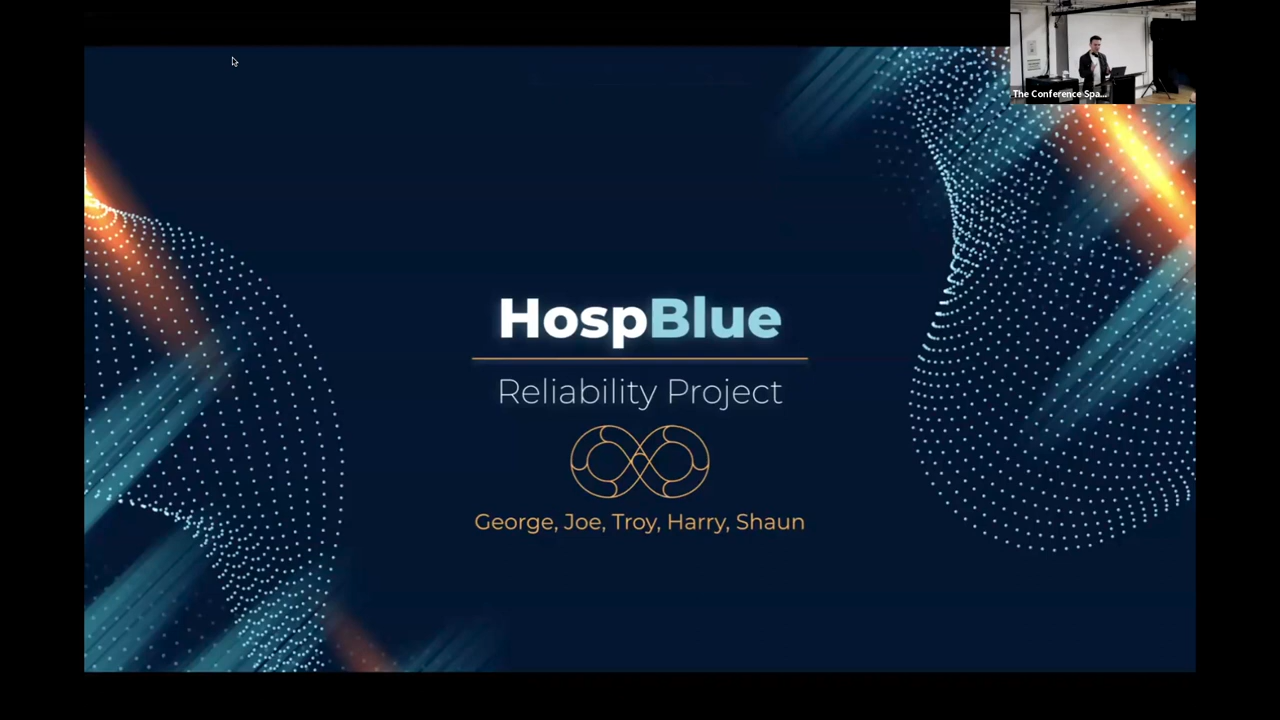 The Conference Spa...
HospBlue
Reliability Project
George, Joe, Troy, Harry, Shaun